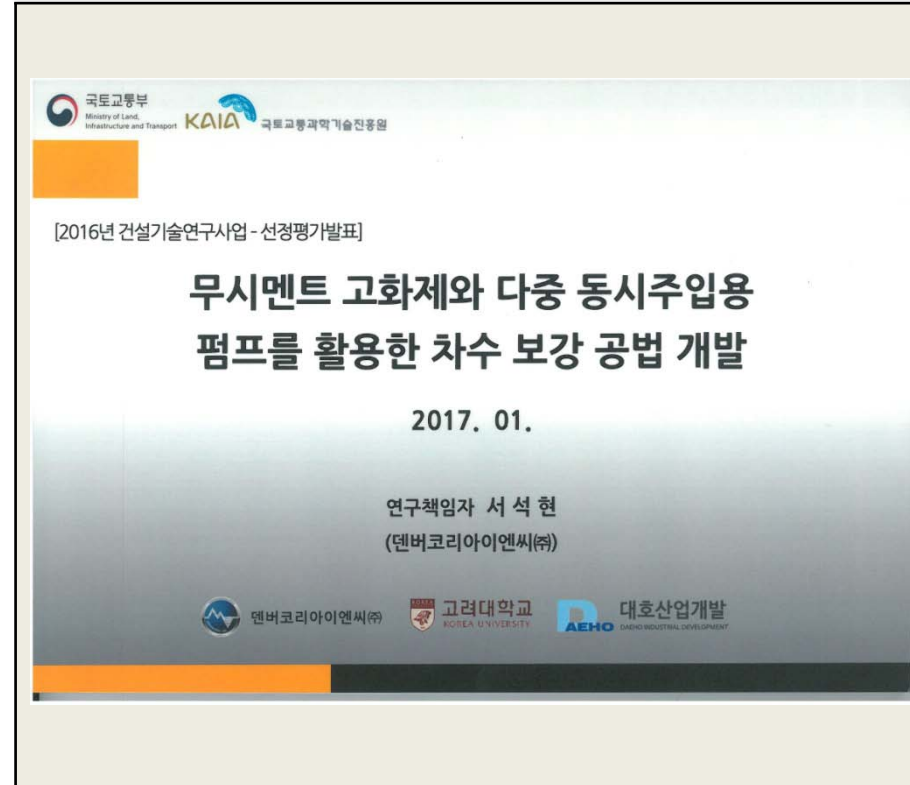 국토교통부
Ministry of Land,
Infrastructure and Transport
KAIA 국토교통과학기술진흥원
[2016년 건설기술연구사업 - 선정평가발표]
무시멘트 고화제와 다중 동시주입용
펌프를 활용한 차수 보강 공법 개발
2017. 01.
연구책임자 서 석 현
(덴버코리아이엔씨㈜)
덴버코리아이엔씨㈜
고려대학교
KOREA UNIVERSITY
DAEHO
대호산업개발
DAEHO INDUSTRIAL DEVELOPMENT